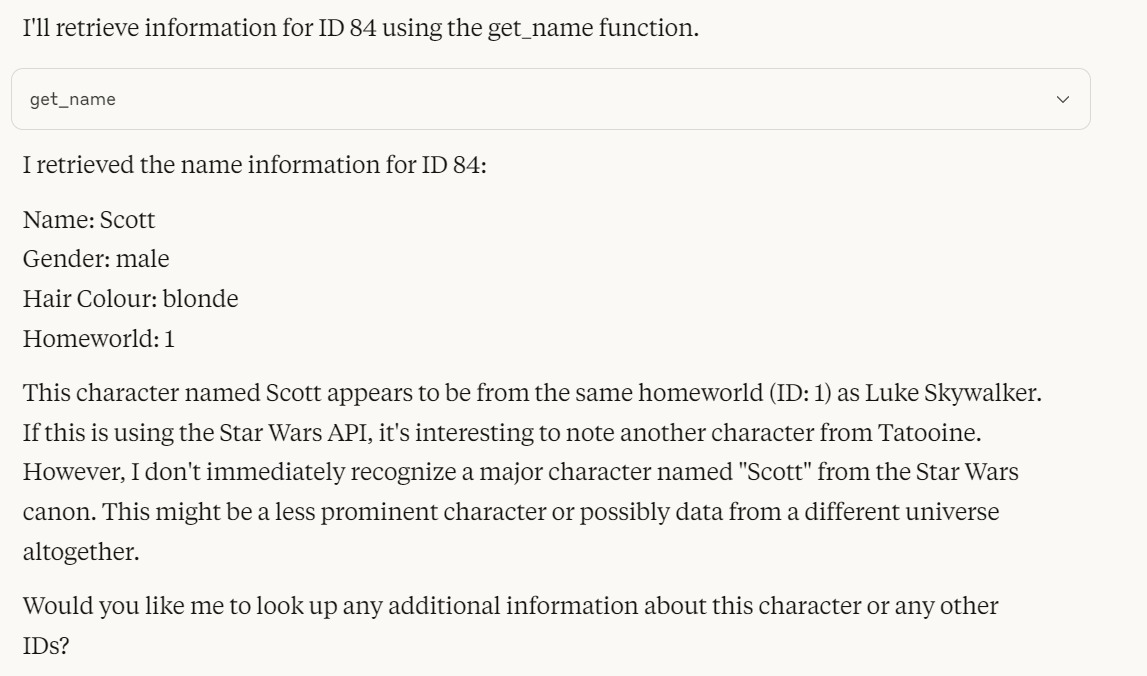 I'll retrieve information for ID 84 using the get_name function.
get_name
I retrieved the name information for ID 84:
Name: Scott
Gender: male
Hair Colour: blonde
Homeworld: 1
This character named Scott appears to be from the same homeworld (ID: 1) as Luke Skywalker.
If this is using the Star Wars API, it's interesting to note another character from Tatooine.
However, I don't immediately recognize a major character named "Scott" from the Star Wars
canon. This might be a less prominent character or possibly data from a different universe
altogether.
Would you like me to look up any additional information about this character or any other
IDs?